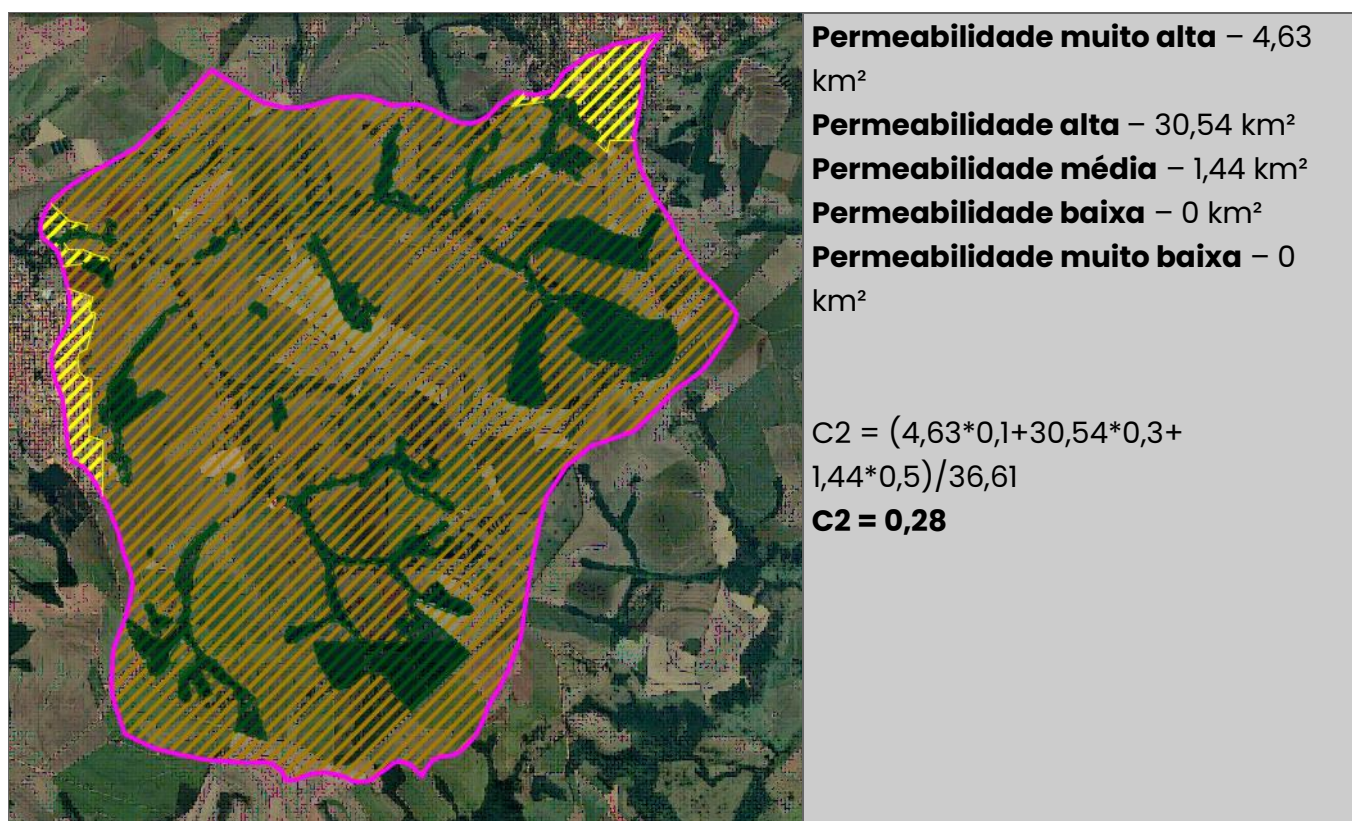 Permeabilidade muito alta – 4,63
km²
Permeabilidade alta – 30,54 km²
Permeabilidade média – 1,44 km²
Permeabilidade baixa – 0 km²
Permeabilidade muito baixa – 0
km²
C2 = (4,63*0,1+30,54*0,3+
1,44*0,5)/36,61
C2 = 0,28